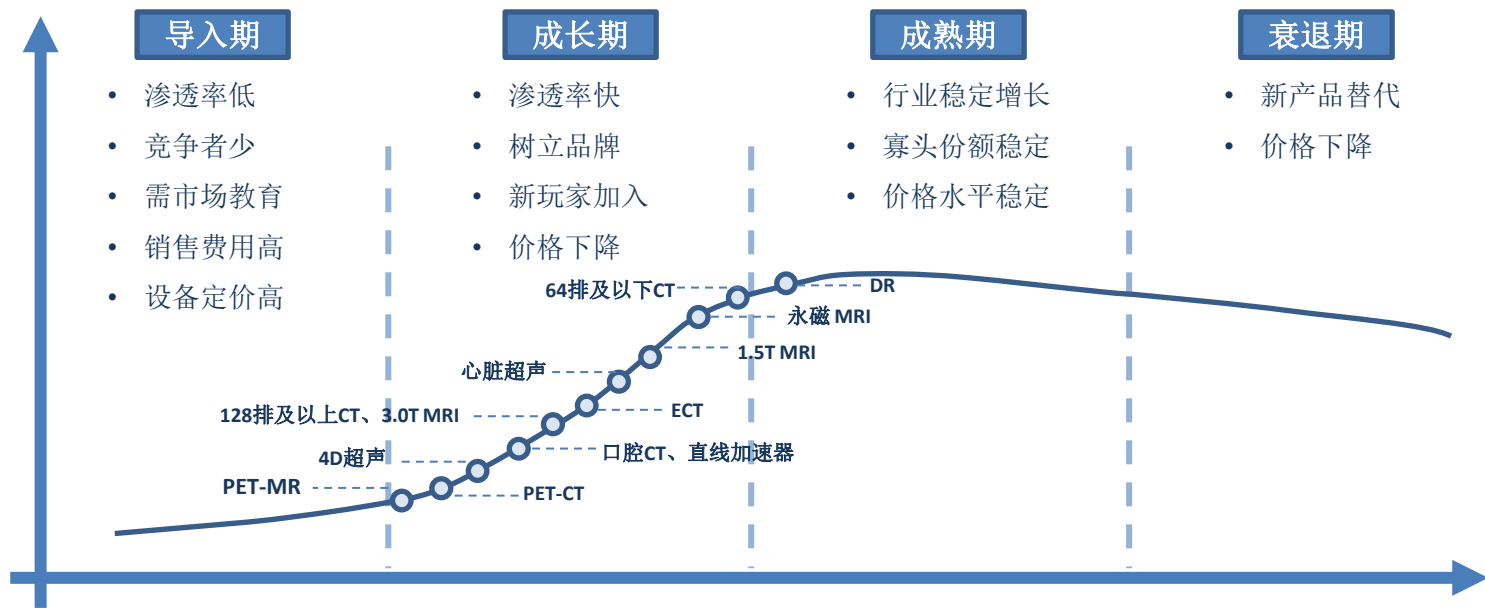 导入期
• 渗透率低
• 竞争者少
• 需市场教育
• 销售费用高
• 设备定价高
成长期
• 渗透率快
• 树立品牌
• 新玩家加入
• 价格下降
成熟期
• 行业稳定增长
• 寡头份额稳定
• 价格水平稳定
衰退期
• 新产品替代
• 价格下降
64排及以下CT
DR
永磁 MRI
1.5T MRI
心脏超声
ECT
128排及以上CT、3.0T MRI
口腔CT、直线加速器
4D超声
PET-MR
PET-CT